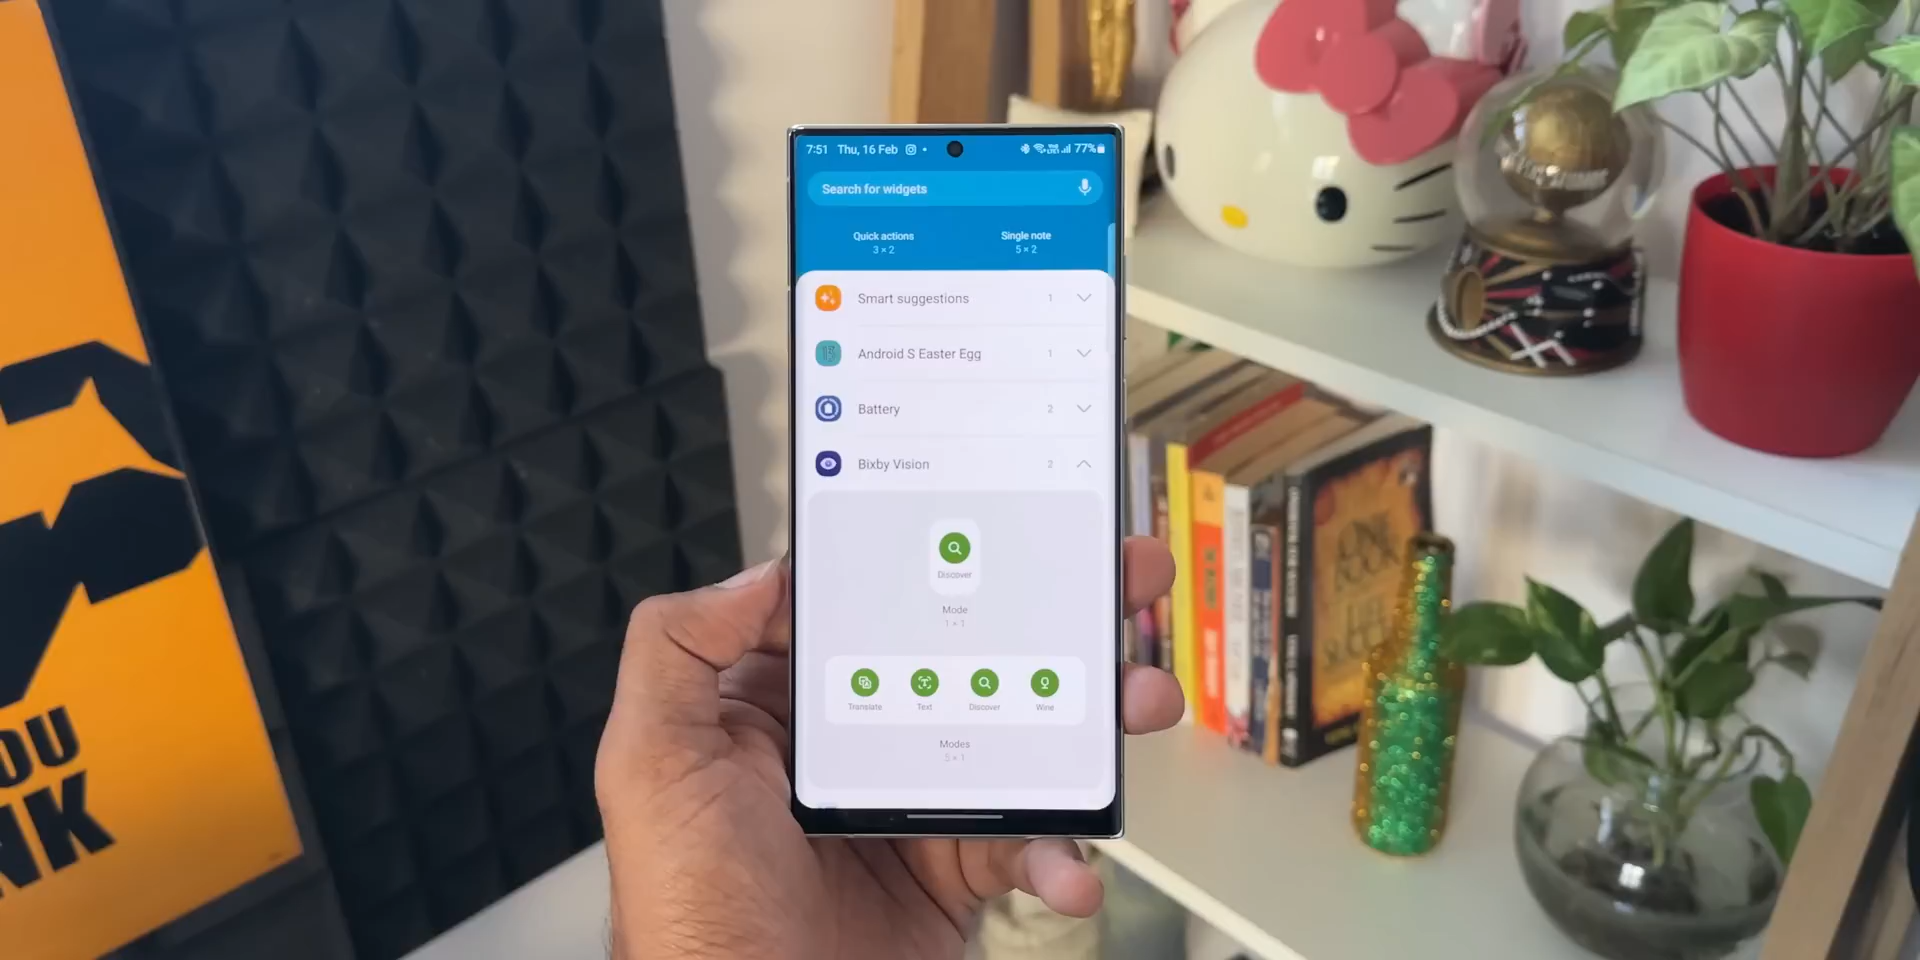 7:51 Thu, 16 Feb
77%
Search for widgets
Quick actions
3 × 2
Single note
5 × 2
Smart suggestions 1
Android S Easter Egg 1
Battery 2
Bixby Vision 2
Discover
Mode
1 × 1
Translate Text Discover Wine
Modes
5 × 1
OU
NK